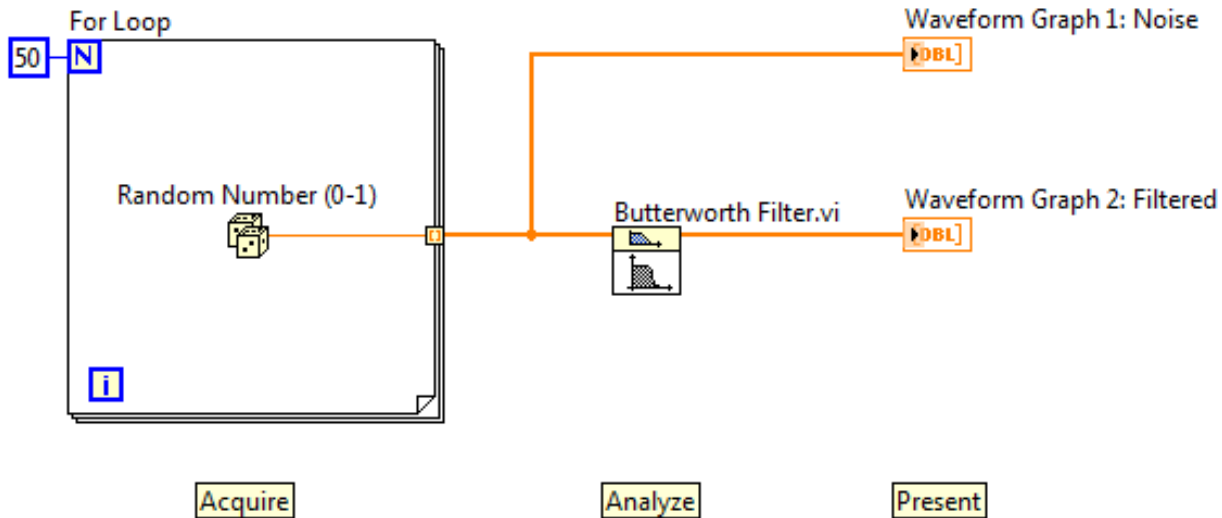 For Loop
50
N
Random Number (0-1)
i
Butterworth Filter.vi
Waveform Graph 1: Noise
DBL]
Waveform Graph 2: Filtered
DBL]
Acquire
Analyze
Present